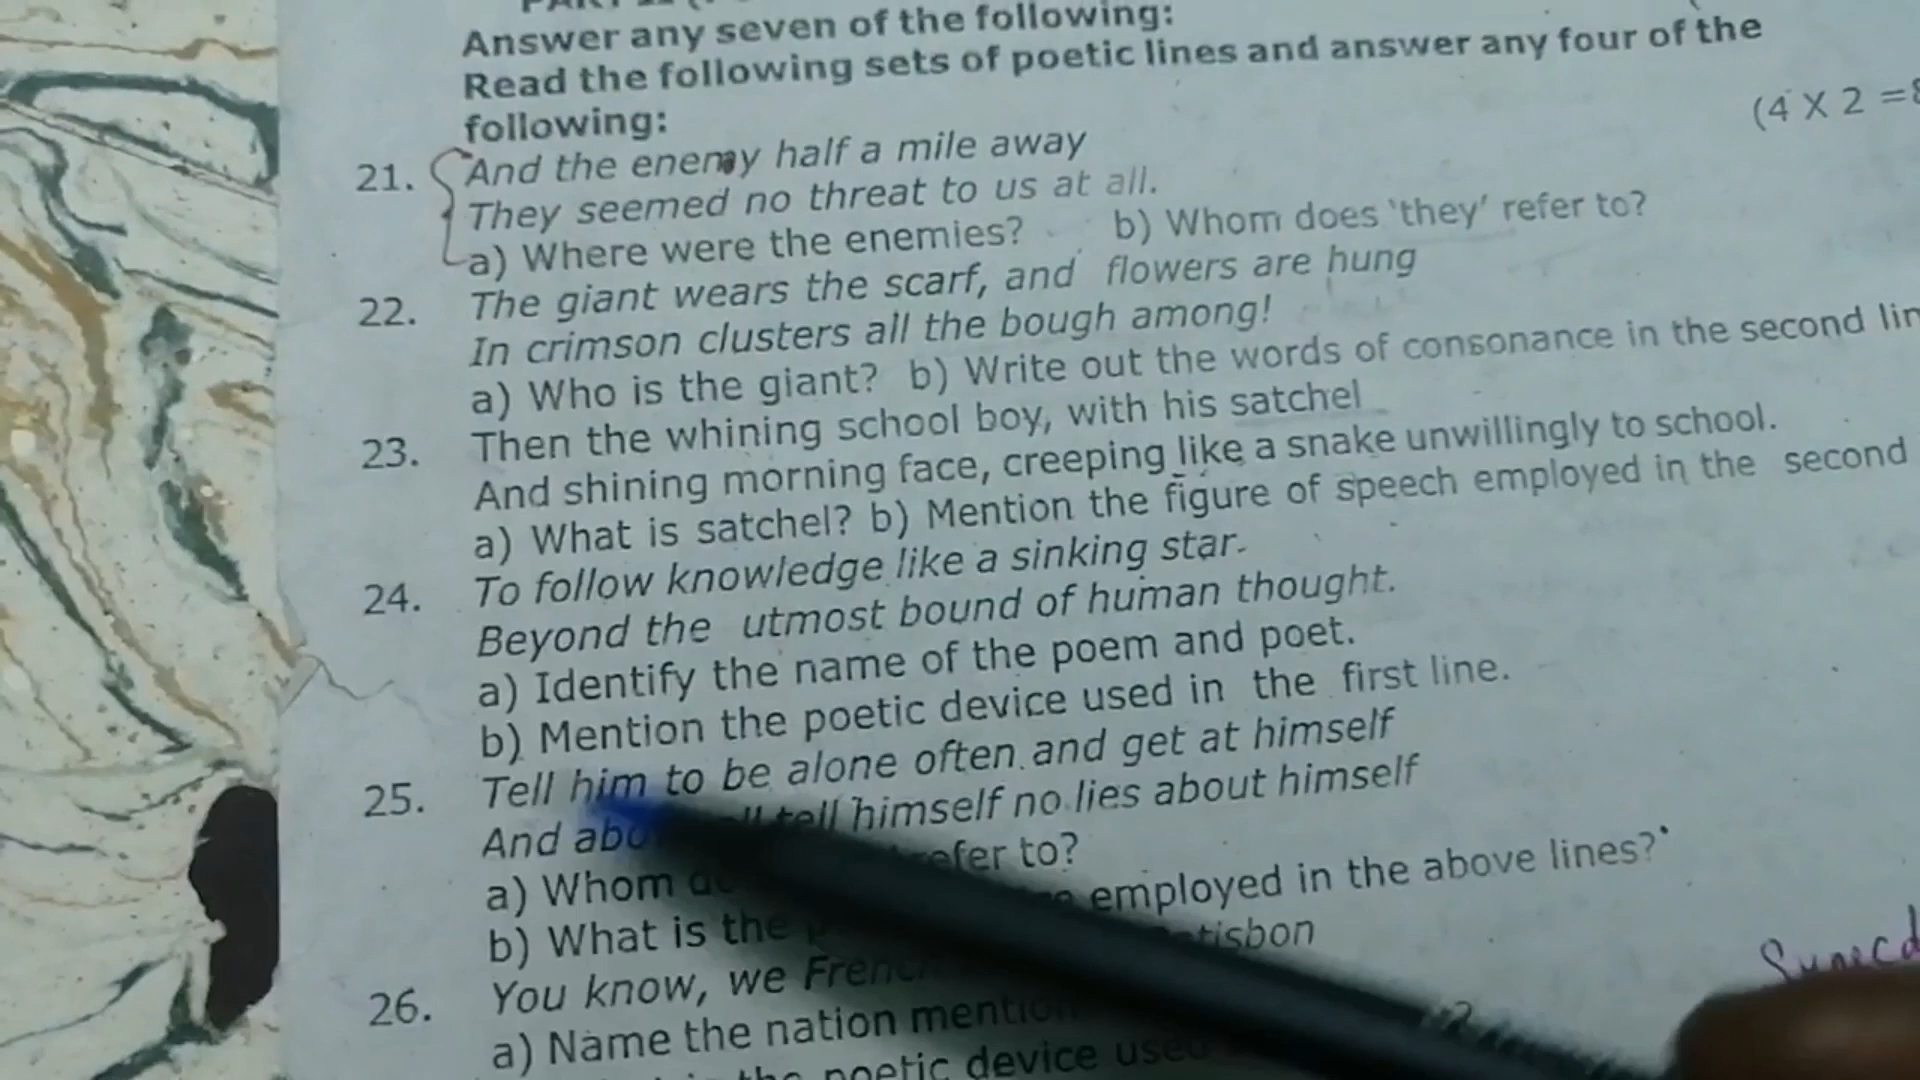 Answer any seven of the following:
Read the following sets of poetic lines and answer any four of the
following:
(4 X 2 =8
21. And the enemy half a mile away
They seemed no threat to us at all.
a) Where were the enemies? b) Whom does 'they' refer to?
22. The giant wears the scarf, and flowers are hung
In crimson clusters all the bough among!
a) Who is the giant? b) Write out the words of consonance in the second lin
23. Then the whining school boy, with his satchel
And shining morning face, creeping like a snake unwillingly to school.
a) What is satchel? b) Mention the figure of speech employed in the second
24. To follow knowledge like a sinking star.
Beyond the utmost bound of human thought.
a) Identify the name of the poem and poet.
b) Mention the poetic device used in the first line.
25. Tell him to be alone often and get at himself
And abo tell himself no lies about himself
a) Whom refer to?
b) What is the employed in the above lines?
26. You know, we French tisbon
a) Name the nation mention
the poetic device used
Synecd